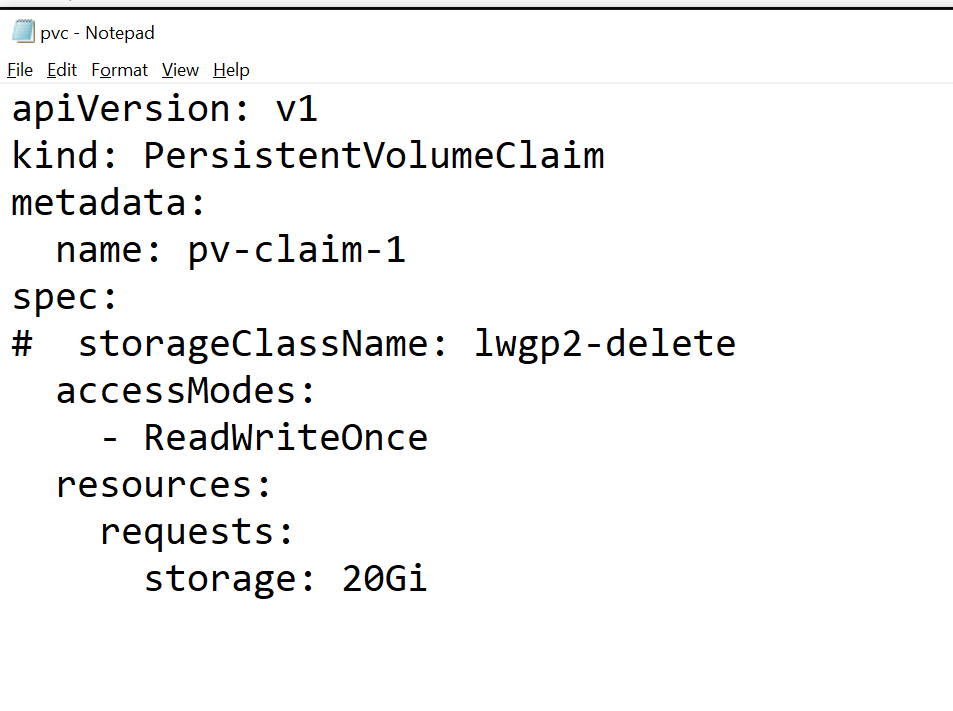 pvc - Notepad
File Edit Format View Help
apiVersion: v1
kind: PersistentVolumeClaim
metadata:
  name: pv-claim-1
spec:
#  storageClassName: lwgp2-delete
  accessModes:
    - ReadWriteOnce
  resources:
    requests:
      storage: 20Gi